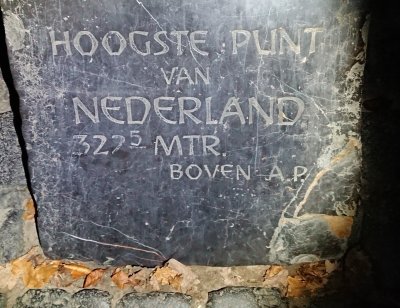 HOOGSTE PUNT
VAN
NEDERLAND
322⁵ MTR.
BOVEN A.P.